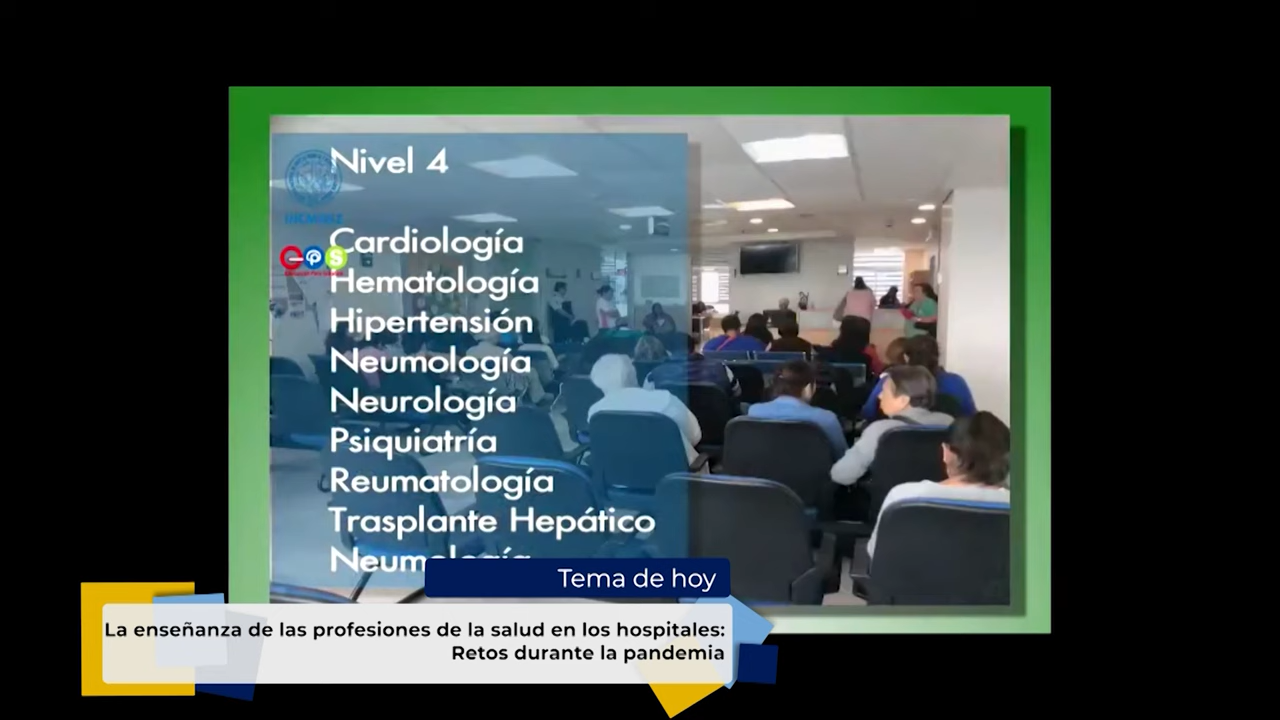 Nivel 4
Cardiología
Hematología
Hipertensión
Neumología
Neurología
Psiquiatría
Reumatología
Trasplante Hepático
Neumología
Tema de hoy
La enseñanza de las profesiones de la salud en los hospitales:
Retos durante la pandemia